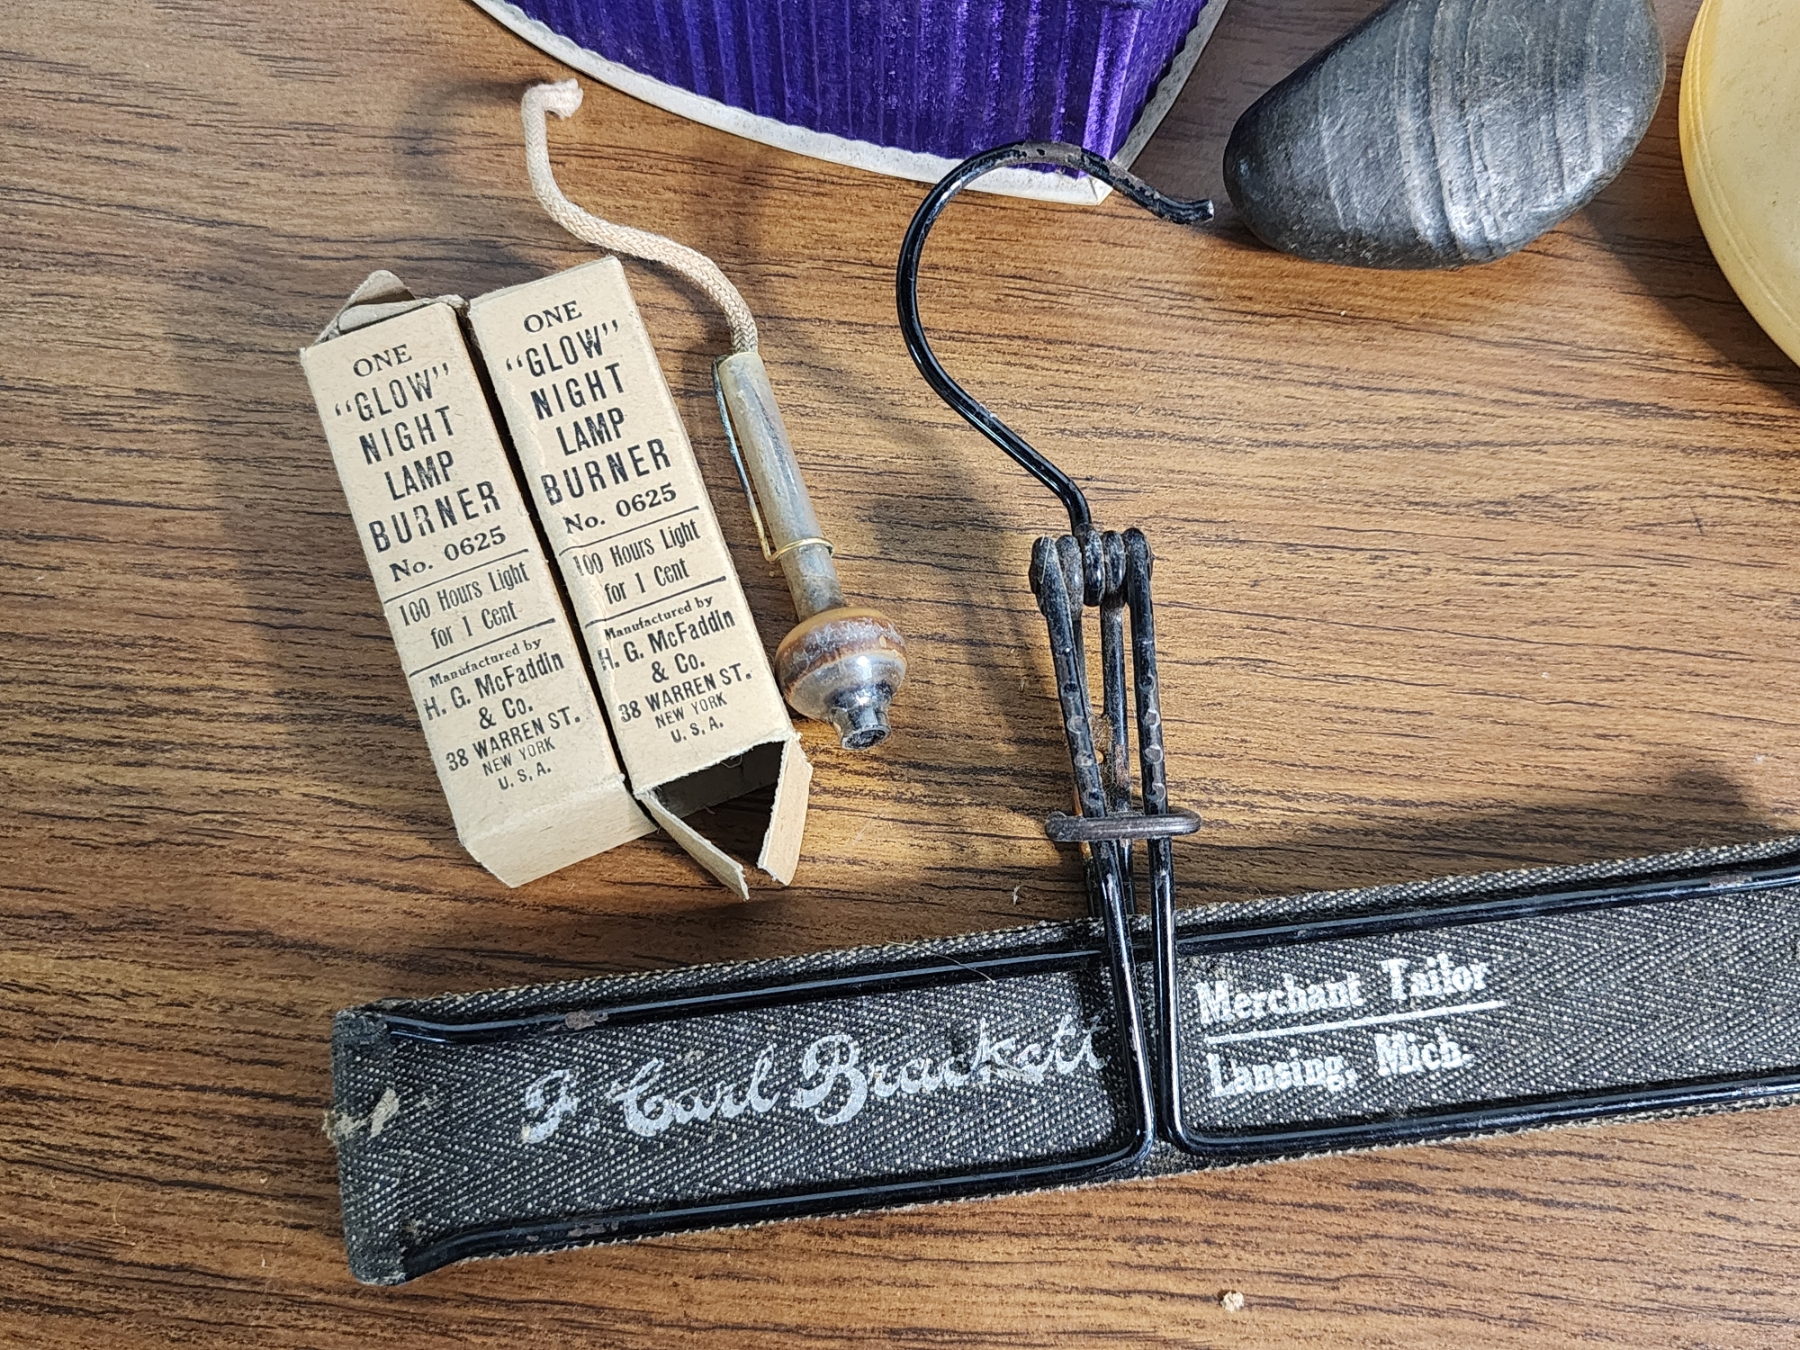 ONE
“GLOW”
NIGHT
LAMP
BURNER
No. 0625
100 Hours Light
for 1 Cent
Manufactured by
H. G. McFaddin
& Co.
38 WARREN ST.
NEW YORK
U. S. A.
ONE
“GLOW”
NIGHT
LAMP
BURNER
No. 0625
100 Hours Light
for 1 Cent
Manufactured by
H. G. McFaddin
& Co.
38 WARREN ST.
NEW YORK
U. S. A.
F. Carl Brackett
Merchant Tailor
Lansing, Mich.